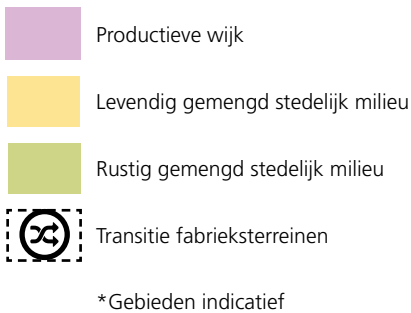 Productieve wijk
Levendig gemengd stedelijk milieu
Rustig gemengd stedelijk milieu
Transitie fabrieksterreinen
*Gebieden indicatief